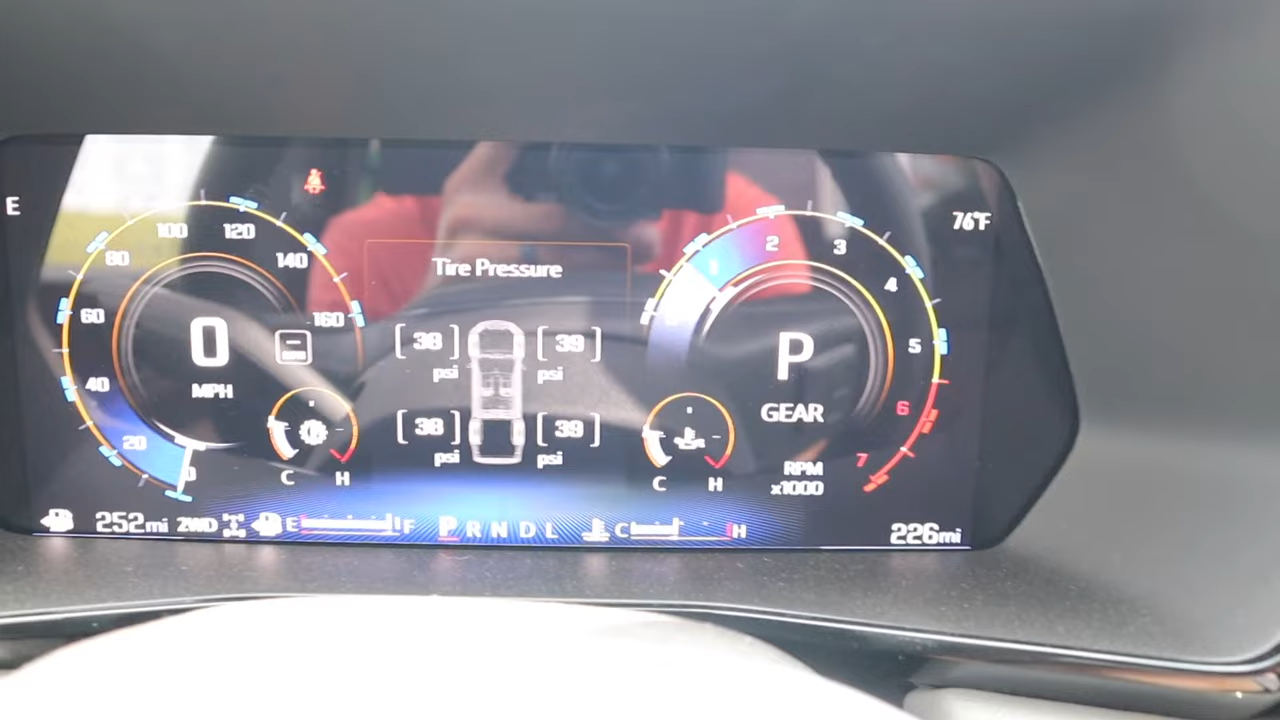 E
76°F
Tire Pressure
0 20 40 60 80 100 120 140 160
0
MPH
C H
38 psi 39 psi
38 psi 39 psi
1 2 3 4 5 6 7
P
GEAR
C H
RPM
x1000
252mi 2WD E F P R N D L C H 226mi